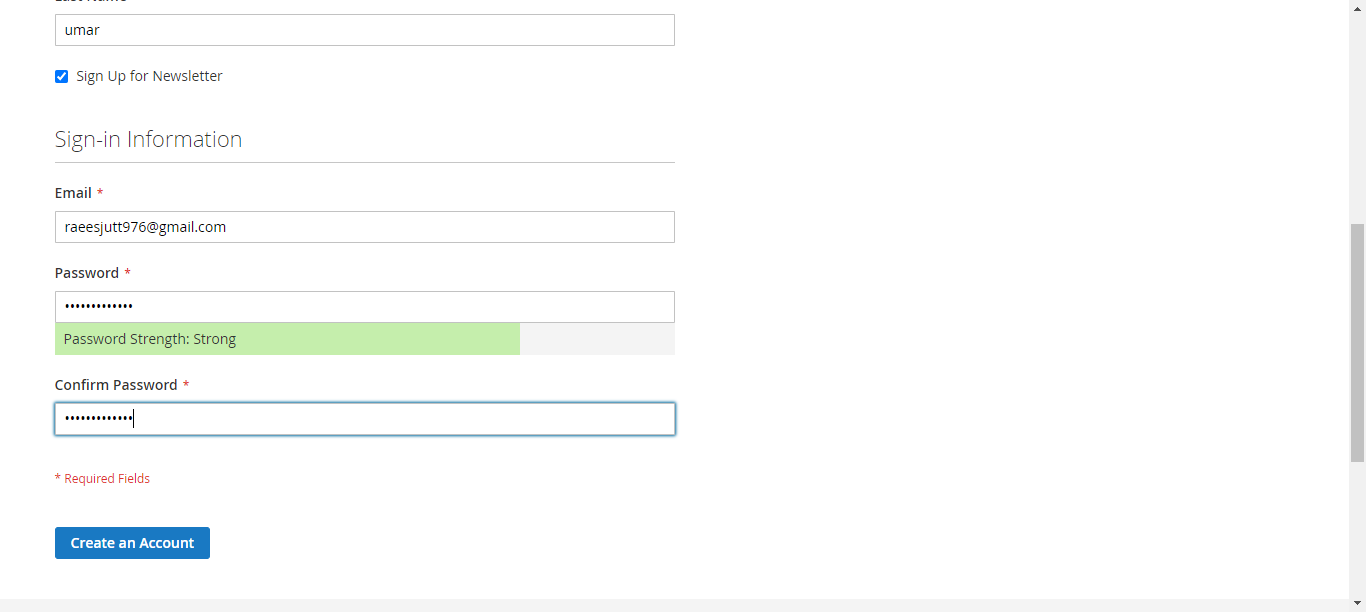 umar
Sign Up for Newsletter
Sign-in Information
Email *
raeesjutt976@gmail.com
Password *
•••••••••••••
Password Strength: Strong
Confirm Password *
•••••••••••••
* Required Fields
Create an Account